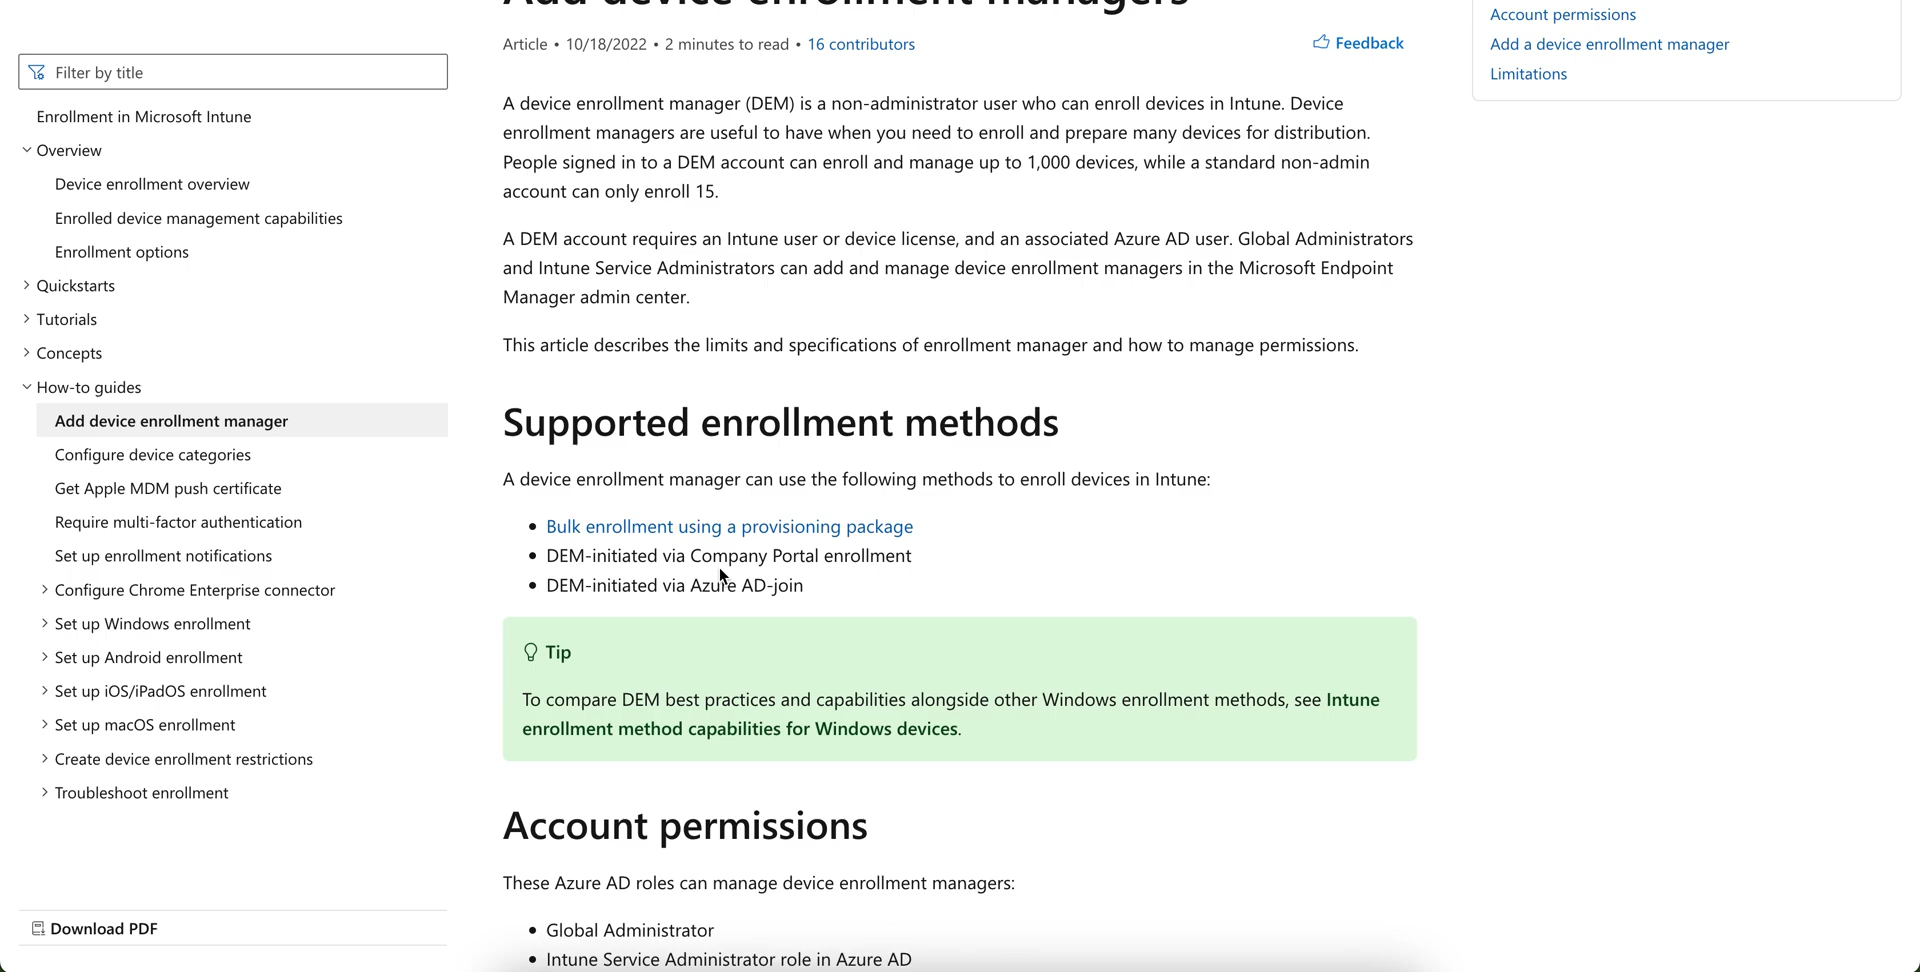 Add device enrollment managers
Article • 10/18/2022 • 2 minutes to read • 16 contributors
Feedback
Filter by title
Enrollment in Microsoft Intune
Overview
Device enrollment overview
Enrolled device management capabilities
Enrollment options
Quickstarts
Tutorials
Concepts
How-to guides
Add device enrollment manager
Configure device categories
Get Apple MDM push certificate
Require multi-factor authentication
Set up enrollment notifications
Configure Chrome Enterprise connector
Set up Windows enrollment
Set up Android enrollment
Set up iOS/iPadOS enrollment
Set up macOS enrollment
Create device enrollment restrictions
Troubleshoot enrollment
Download PDF
A device enrollment manager (DEM) is a non-administrator user who can enroll devices in Intune. Device
enrollment managers are useful to have when you need to enroll and prepare many devices for distribution.
People signed in to a DEM account can enroll and manage up to 1,000 devices, while a standard non-admin
account can only enroll 15.
A DEM account requires an Intune user or device license, and an associated Azure AD user. Global Administrators
and Intune Service Administrators can add and manage device enrollment managers in the Microsoft Endpoint
Manager admin center.
This article describes the limits and specifications of enrollment manager and how to manage permissions.
Supported enrollment methods
A device enrollment manager can use the following methods to enroll devices in Intune:
• Bulk enrollment using a provisioning package
• DEM-initiated via Company Portal enrollment
• DEM-initiated via Azure AD-join
Tip
To compare DEM best practices and capabilities alongside other Windows enrollment methods, see Intune
enrollment method capabilities for Windows devices.
Account permissions
These Azure AD roles can manage device enrollment managers:
• Global Administrator
• Intune Service Administrator role in Azure AD
Account permissions
Add a device enrollment manager
Limitations